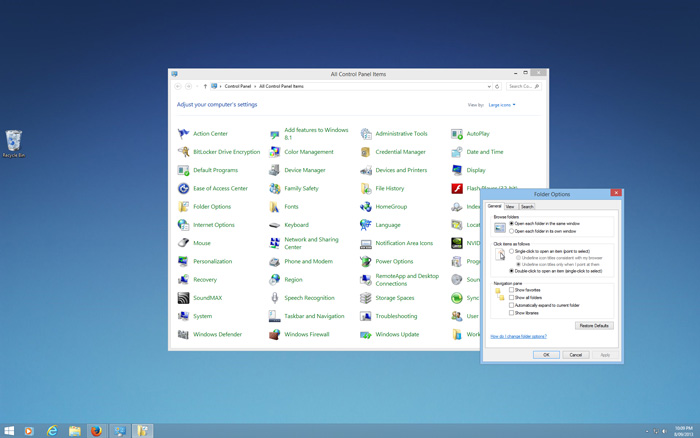 Recycle Bin
All Control Panel Items
Control Panel
All Control Panel Items
Search Co...
Adjust your computer's settings
View by: Large icons
Action Center
Add features to Windows 8.1
Administrative Tools
AutoPlay
BitLocker Drive Encryption
Color Management
Credential Manager
Date and Time
Default Programs
Device Manager
Devices and Printers
Display
Ease of Access Center
Family Safety
File History
Flash Player (32-bit)
Folder Options
Fonts
HomeGroup
Index
Internet Options
Keyboard
Language
Loc
Mouse
Network and Sharing Center
Notification Area Icons
NVID
Personalization
Phone and Modem
Power Options
Prog
Recovery
Region
RemoteApp and Desktop Connections
SoundMAX
Speech Recognition
Storage Spaces
Sync
System
Taskbar and Navigation
Troubleshooting
User
Windows Defender
Windows Firewall
Windows Update
Work
Folder Options
General
View
Search
Browse folders
Open each folder in the same window
Open each folder in its own window
Click items as follows
Single-click to open an item (point to select)
Underline icon titles consistent with my browser
Underline icon titles only when I point at them
Double-click to open an item (single-click to select)
Navigation pane
Show favorites
Show all folders
Automatically expand to current folder
Show libraries
Restore Defaults
How do I change folder options?
OK
Cancel
Apply
10:09 PM